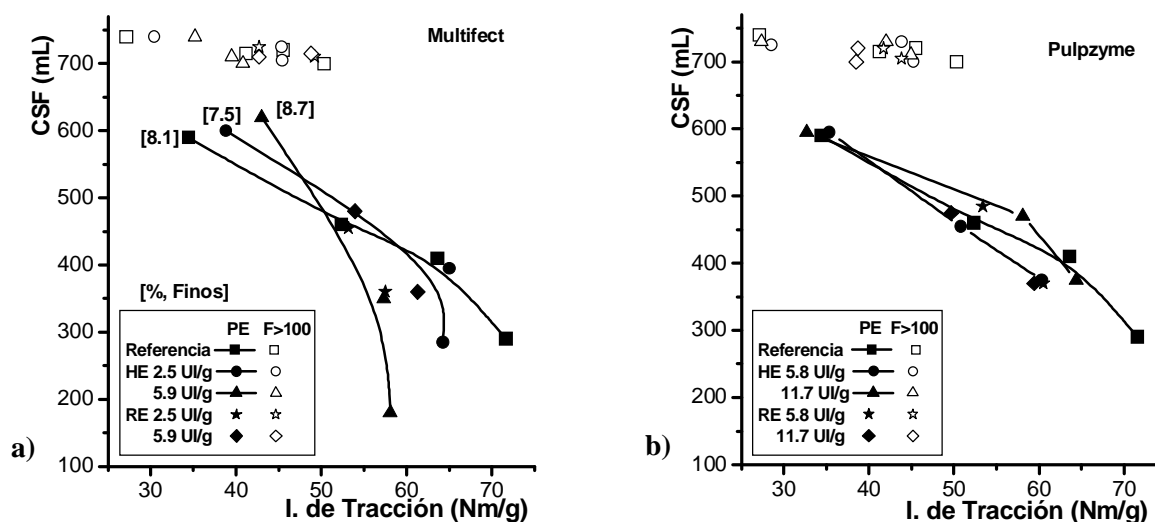 Multifect
CSF (mL)
700
600
500
400
300
200
100
[8.1]
[7.5]
[8.7]
[%, Finos]
PE F>100
Referencia
HE 2.5 UI/g
5.9 UI/g
RE 2.5 UI/g
5.9 UI/g
a)
30 40 50 60 70
I. de Tracción (Nm/g)
Pulpzyme
CSF (mL)
700
600
500
400
300
200
100
PE F>100
Referencia
HE 5.8 UI/g
11.7 UI/g
RE 5.8 UI/g
11.7 UI/g
b)
30 40 50 60 70
I. de Tracción (Nm/g)